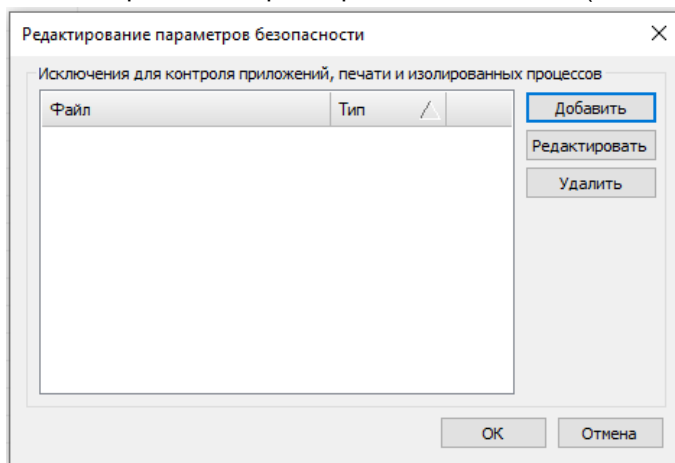 Редактирование параметров безопасности
Исключения для контроля приложений, печати и изолированных процессов
Файл Тип Добавить
Редактировать
Удалить
OK Отмена